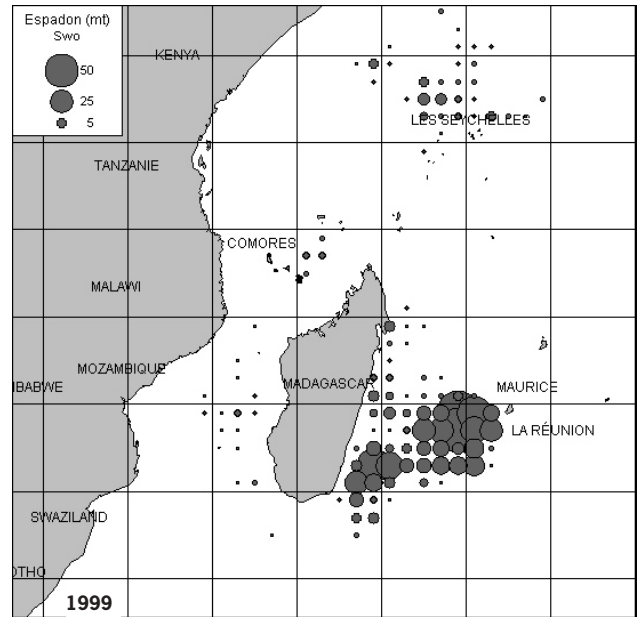 Espadon (mt)
Swo
50
25
5
KENYA
LES SEYCHELLES
TANZANIE
COMORES
MALAWI
MOZAMBIQUE
MADAGASCAR
IBABWE
MAURICE
LA RÉUNION
SWAZILAND
OTHO
1999